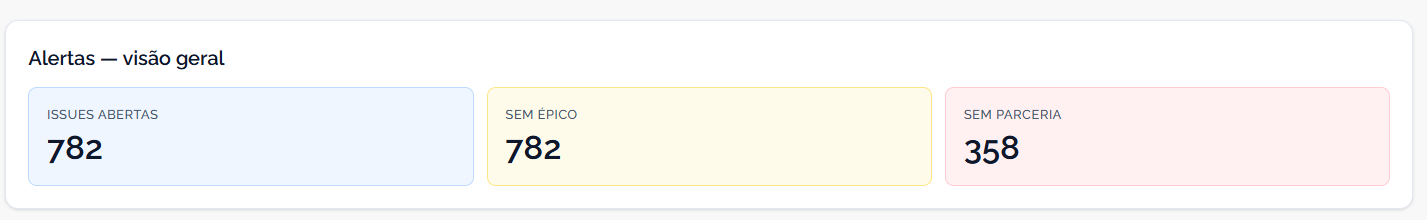 Alertas — visão geral
ISSUES ABERTAS
782
SEM ÉPICO
782
SEM PARCERIA
358